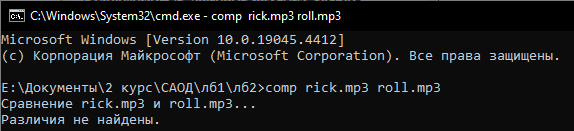 C:\Windows\System32\cmd.exe - comp  rick.mp3 roll.mp3
Microsoft Windows [Version 10.0.19045.4412]
(c) Корпорация Майкрософт (Microsoft Corporation). Все права защищены.
E:\Документы\2 курс\САОД\лб1\лб2>comp rick.mp3 roll.mp3
Сравнение rick.mp3 и roll.mp3...
Различия не найдены.